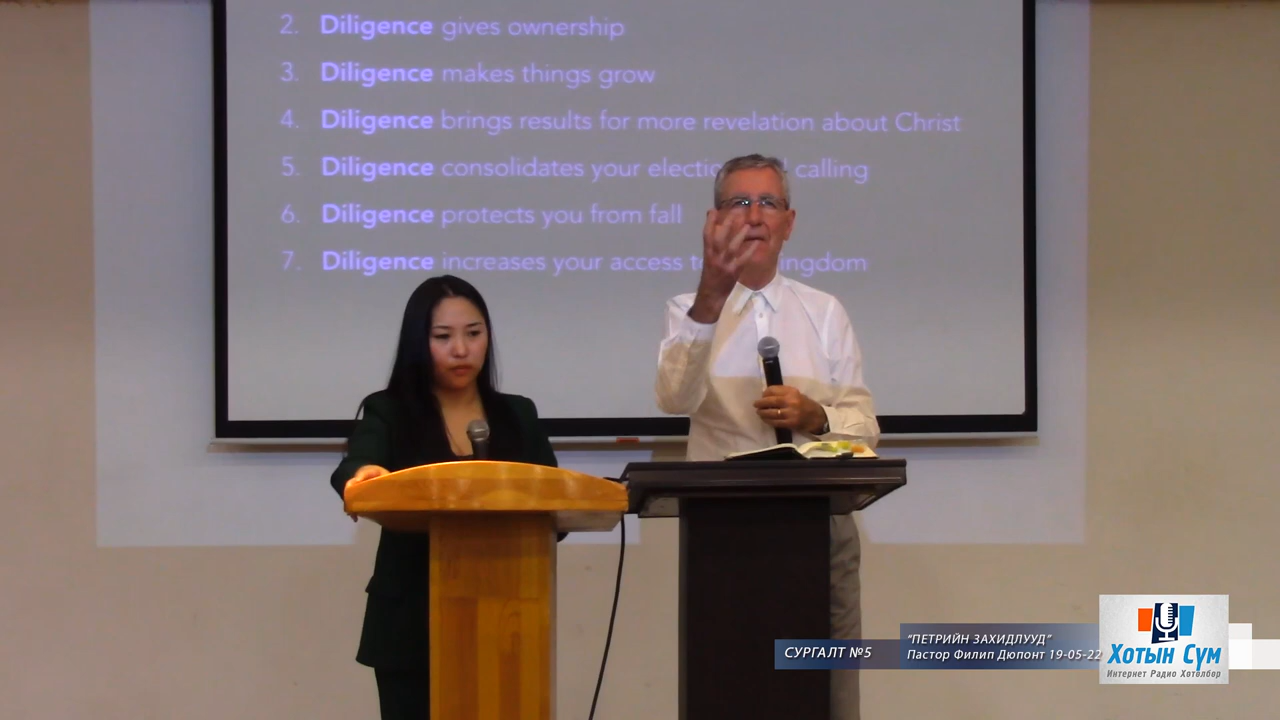 2. Diligence gives ownership
3. Diligence makes things grow
4. Diligence brings results for more revelation about Christ
5. Diligence consolidates your calling
6. Diligence protects you from fall
7. Diligence increases your access
СУРГАЛТ №5
"ПЕТРИЙН ЗАХИДЛУУД"
Пастор Филип Дюпонт 19-05-22
Хотын Сүм
Интернет Радио Хөтөлбөр